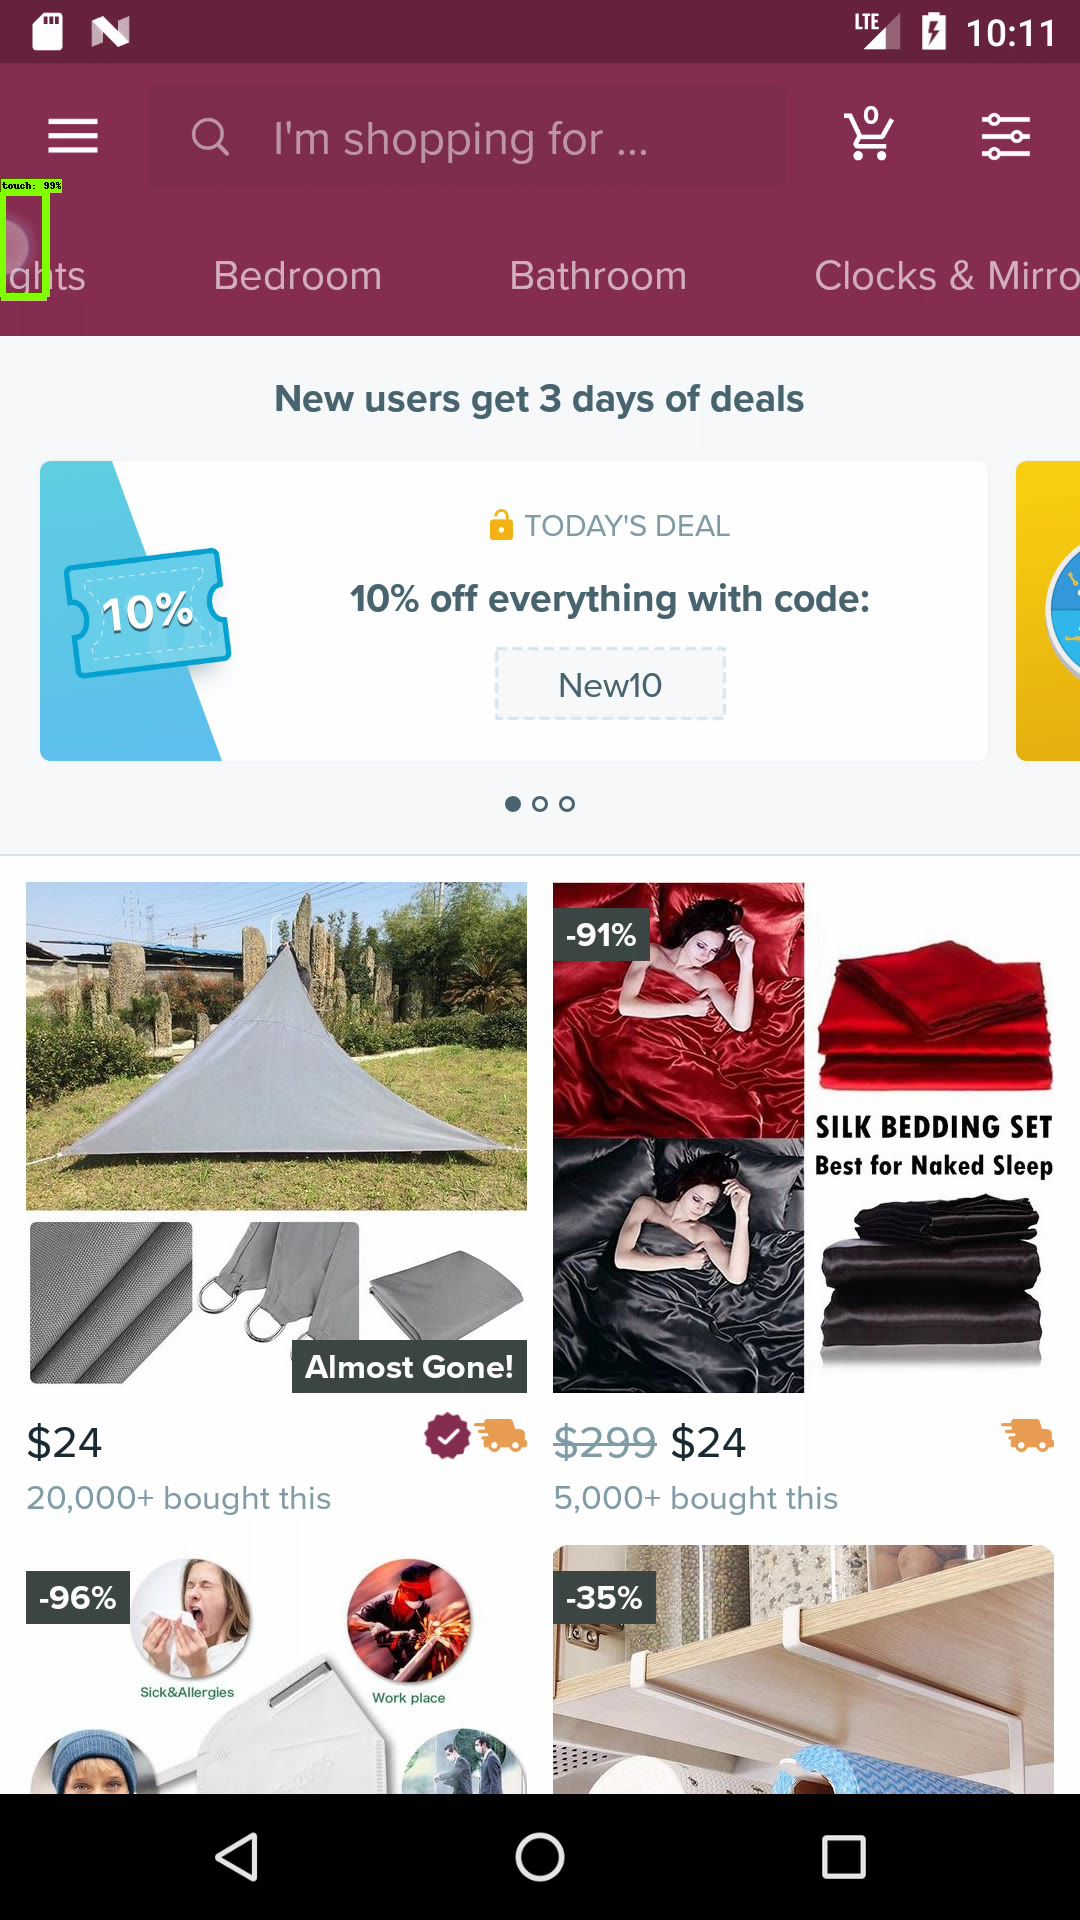 LTE 10:11
I'm shopping for ...
0
touch: 99%
ghts Bedroom Bathroom Clocks & Mirro
New users get 3 days of deals
TODAY'S DEAL
10%
10% off everything with code:
New10
-91%
SILK BEDDING SET
Best for Naked Sleep
Almost Gone!
$24
$299 $24
20,000+ bought this
5,000+ bought this
-96%
-35%
Sick&Allergies
Work place